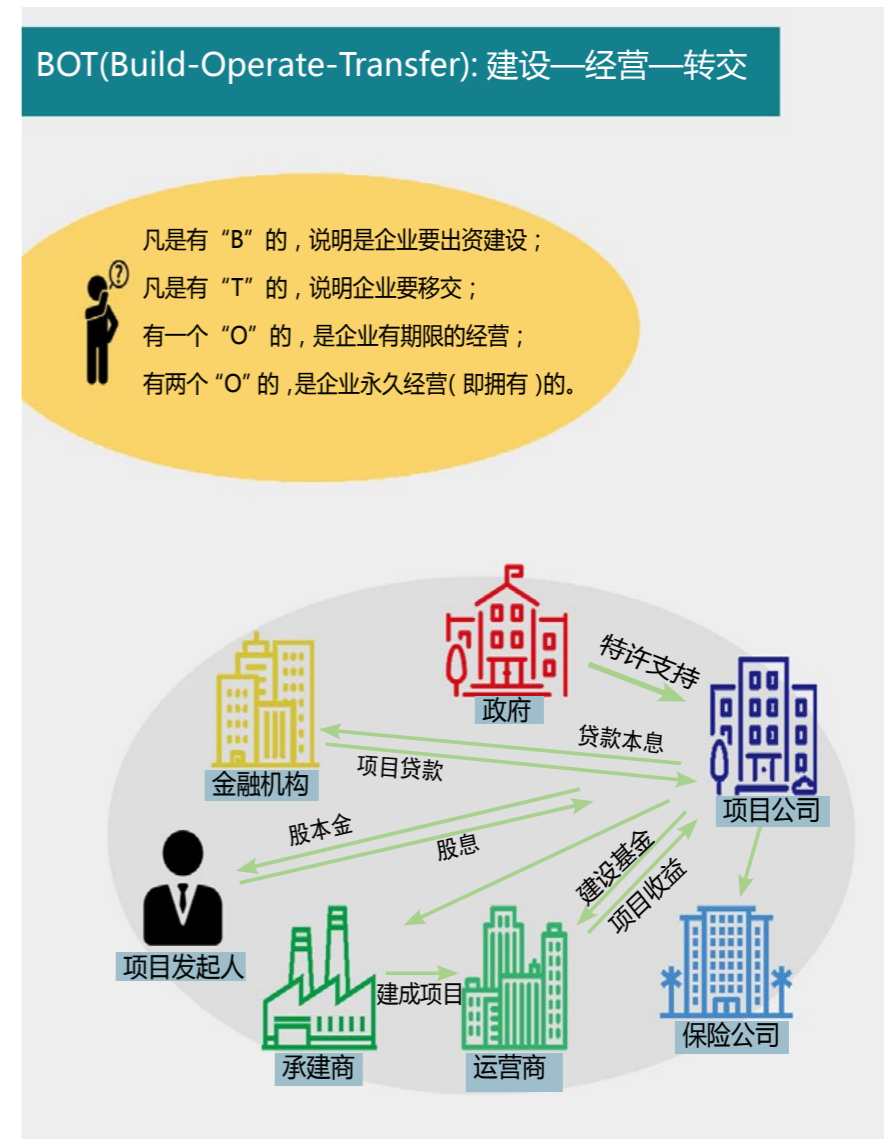 BOT(Build-Operate-Transfer): 建设—经营—转交
凡是有“B”的，说明是企业要出资建设；
凡是有“T”的，说明企业要移交；
有一个“O”的，是企业有期限的经营；
有两个“O”的,是企业永久经营(即拥有)的。
?
特许支持
政府
贷款本息
项目贷款
金融机构
项目公司
股本金
股息
建设基金
项目收益
项目发起人
建成项目
保险公司
承建商
运营商